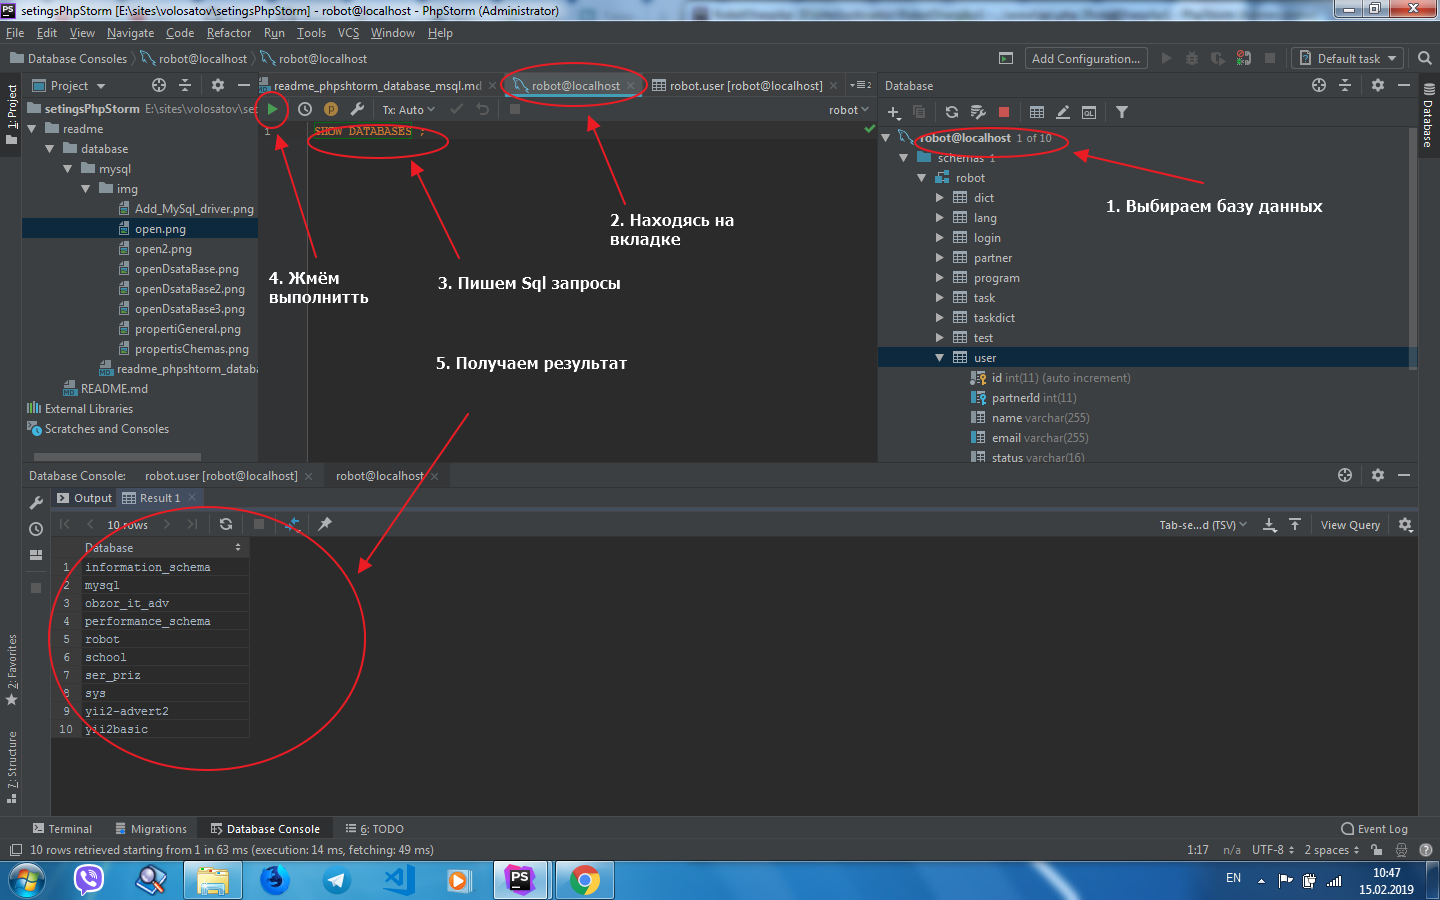 setingsPhpStorm [E:\sites\volosatov\setingsPhpStorm] - robot@localhost - PhpStorm (Administrator)
File Edit View Navigate Code Refactor Run Tools VCS Window Help
Database Consoles robot@localhost robot@localhost
Add Configuration...
Default task
1: Project
Project
readme_phpshtorm_database_msql.md
robot@localhost
robot.user [robot@localhost]
2
Database
setingsPhpStorm E:\sites\volosatov\set
Tx: Auto
robot
readme
database
mysql
img
Add_MySql_driver.png
open.png
open2.png
openDsataBase.png
openDsataBase2.png
openDsataBase3.png
propertiGeneral.png
propertisChemas.png
readme_phpshtorm_databa
README.md
External Libraries
Scratches and Consoles
1
SHOW DATABASES ;
4. Жмём
выполнитть
3. Пишем Sql запросы
2. Находясь на
вкладке
5. Получаем результат
1. Выбираем базу данных
robot@localhost 1 of 10
schemas 1
robot
dict
lang
login
partner
program
task
taskdict
test
user
id int(11) (auto increment)
partnerId int(11)
name varchar(255)
email varchar(255)
status varchar(16)
Database
Database Console:
robot.user [robot@localhost]
robot@localhost
Output
Result 1
10 rows
Tab-se...d (TSV)
View Query
Database
1 information_schema
2 mysql
3 obzor_it_adv
4 performance_schema
5 robot
6 school
7 ser_priz
8 sys
9 yii2-advert2
10 yii2basic
2: Favorites
7: Structure
Terminal
Migrations
Database Console
6: TODO
Event Log
10 rows retrieved starting from 1 in 63 ms (execution: 14 ms, fetching: 49 ms)
1:17 n/a UTF-8 2 spaces
EN
10:47
15.02.2019